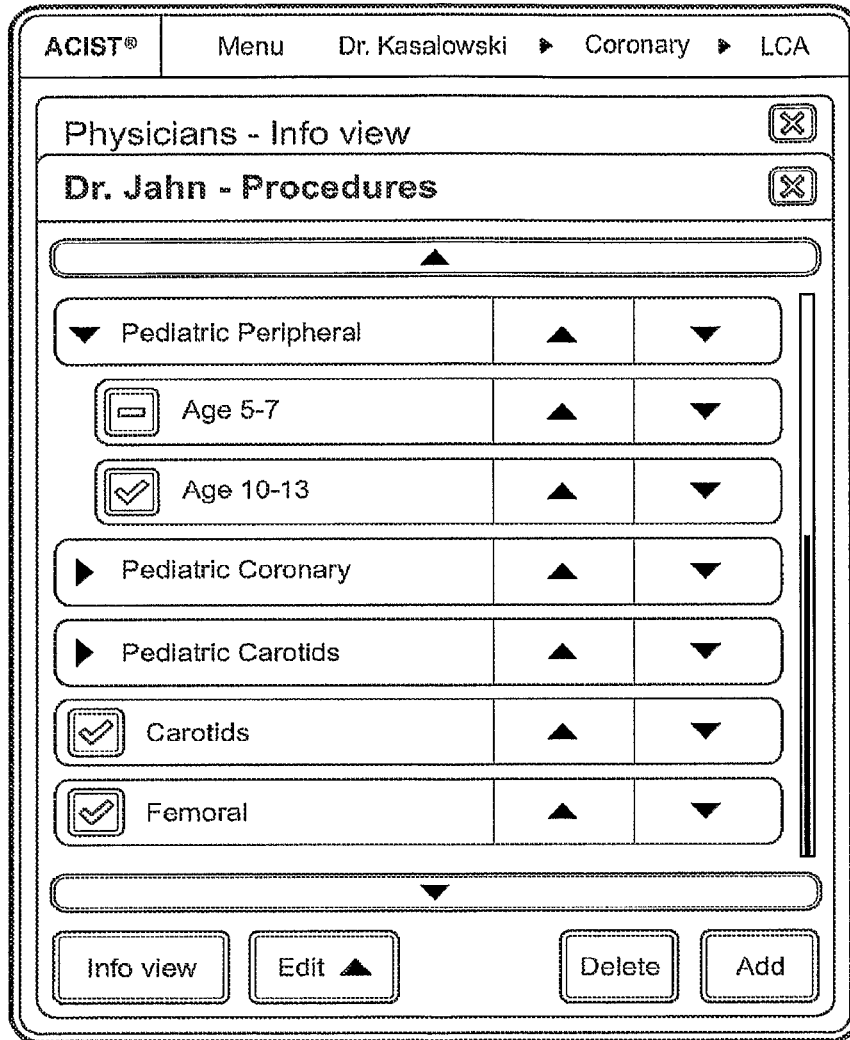 ACIST® Menu Dr. Kasalowski ▶ Coronary ▶ LCA
Physicians - Info view
Dr. Jahn - Procedures
Pediatric Peripheral
Age 5-7
Age 10-13
Pediatric Coronary
Pediatric Carotids
Carotids
Femoral
Info view Edit ▲ Delete Add